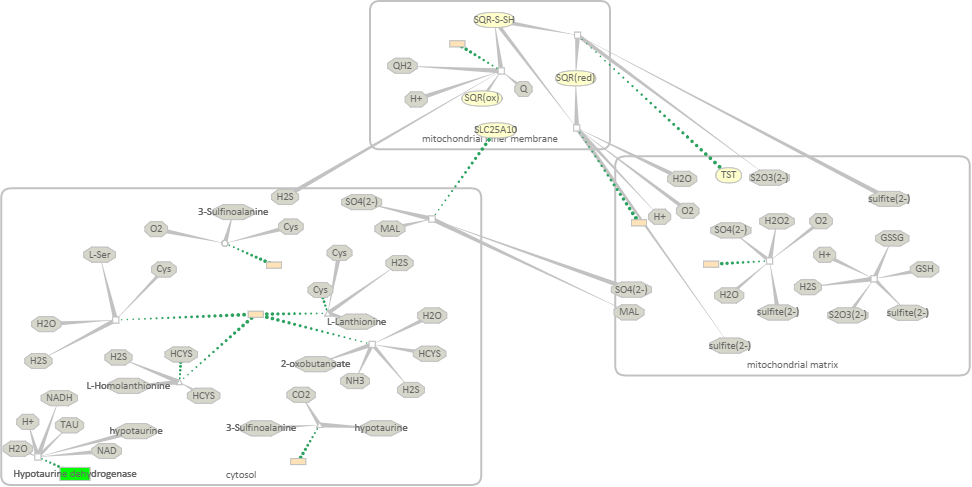 SQR-S-SH
QH2
SQR(red)
H+
SQR(ox)
Q
SLC25A10
mitochondrial inner membrane
H2O
TST
S2O3(2-)
sulfite(2-)
H2S
3-Sulfinoalanine
SO4(2-)
O2
Cys
MAL
H+
O2
SO4(2-)
H2O2
O2
GSSG
H+
GSH
H2S
H2O
sulfite(2-)
S2O3(2-)
sulfite(2-)
SO4(2-)
MAL
sulfite(2-)
mitochondrial matrix
L-Ser
Cys
Cys
H2S
Cys
L-Lanthionine
H2O
H2O
H2S
H2S
HCYS
2-oxobutanoate
HCYS
L-Homolanthionine
HCYS
NH3
H2S
NADH
CO2
H+
TAU
hypotaurine
3-Sulfinoalanine
hypotaurine
H2O
NAD
Hypotaurine dehydrogenase
cytosol